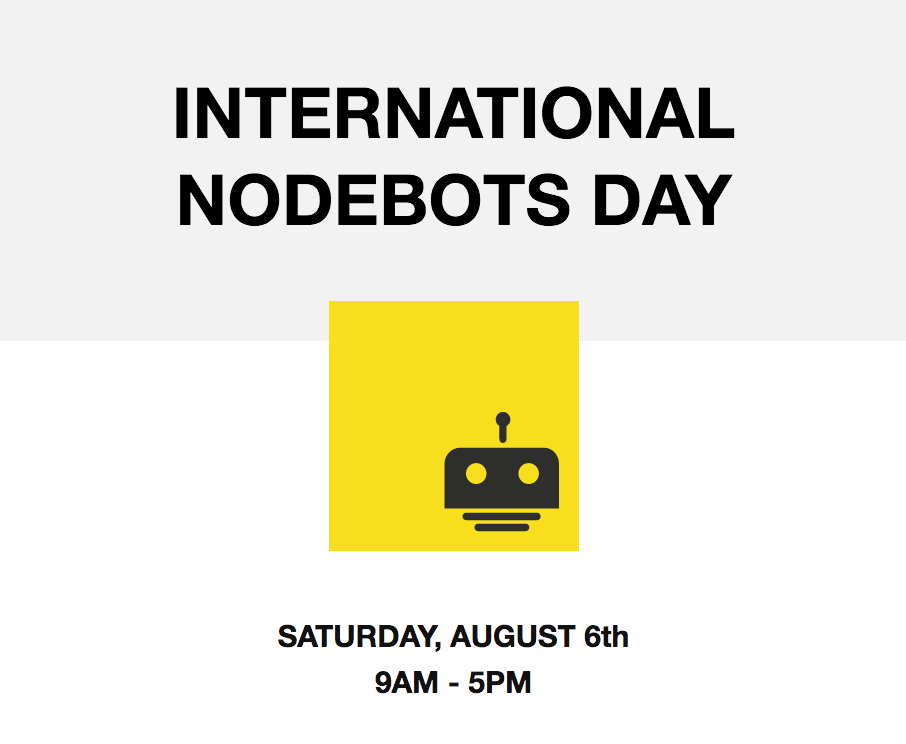 INTERNATIONAL
NODEBOTS DAY
SATURDAY, AUGUST 6th
9AM - 5PM